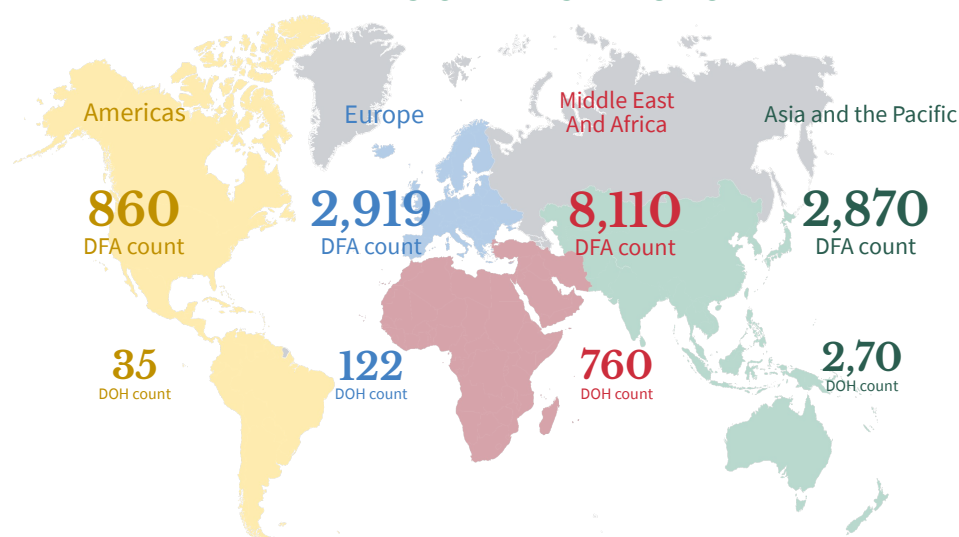 Americas
Europe
Middle East
And Africa
Asia and the Pacific
860
DFA count
2,919
DFA count
8,110
DFA count
2,870
DFA count
35
DOH count
122
DOH count
760
DOH count
2,70
DOH count